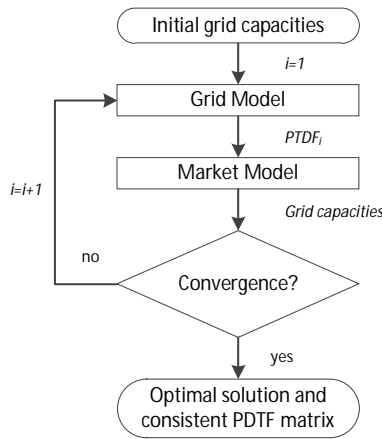 Initial grid capacities
i=1
Grid Model
PTDFi
Market Model
i=i+1
Grid capacities
no
Convergence?
yes
Optimal solution and
consistent PDTF matrix